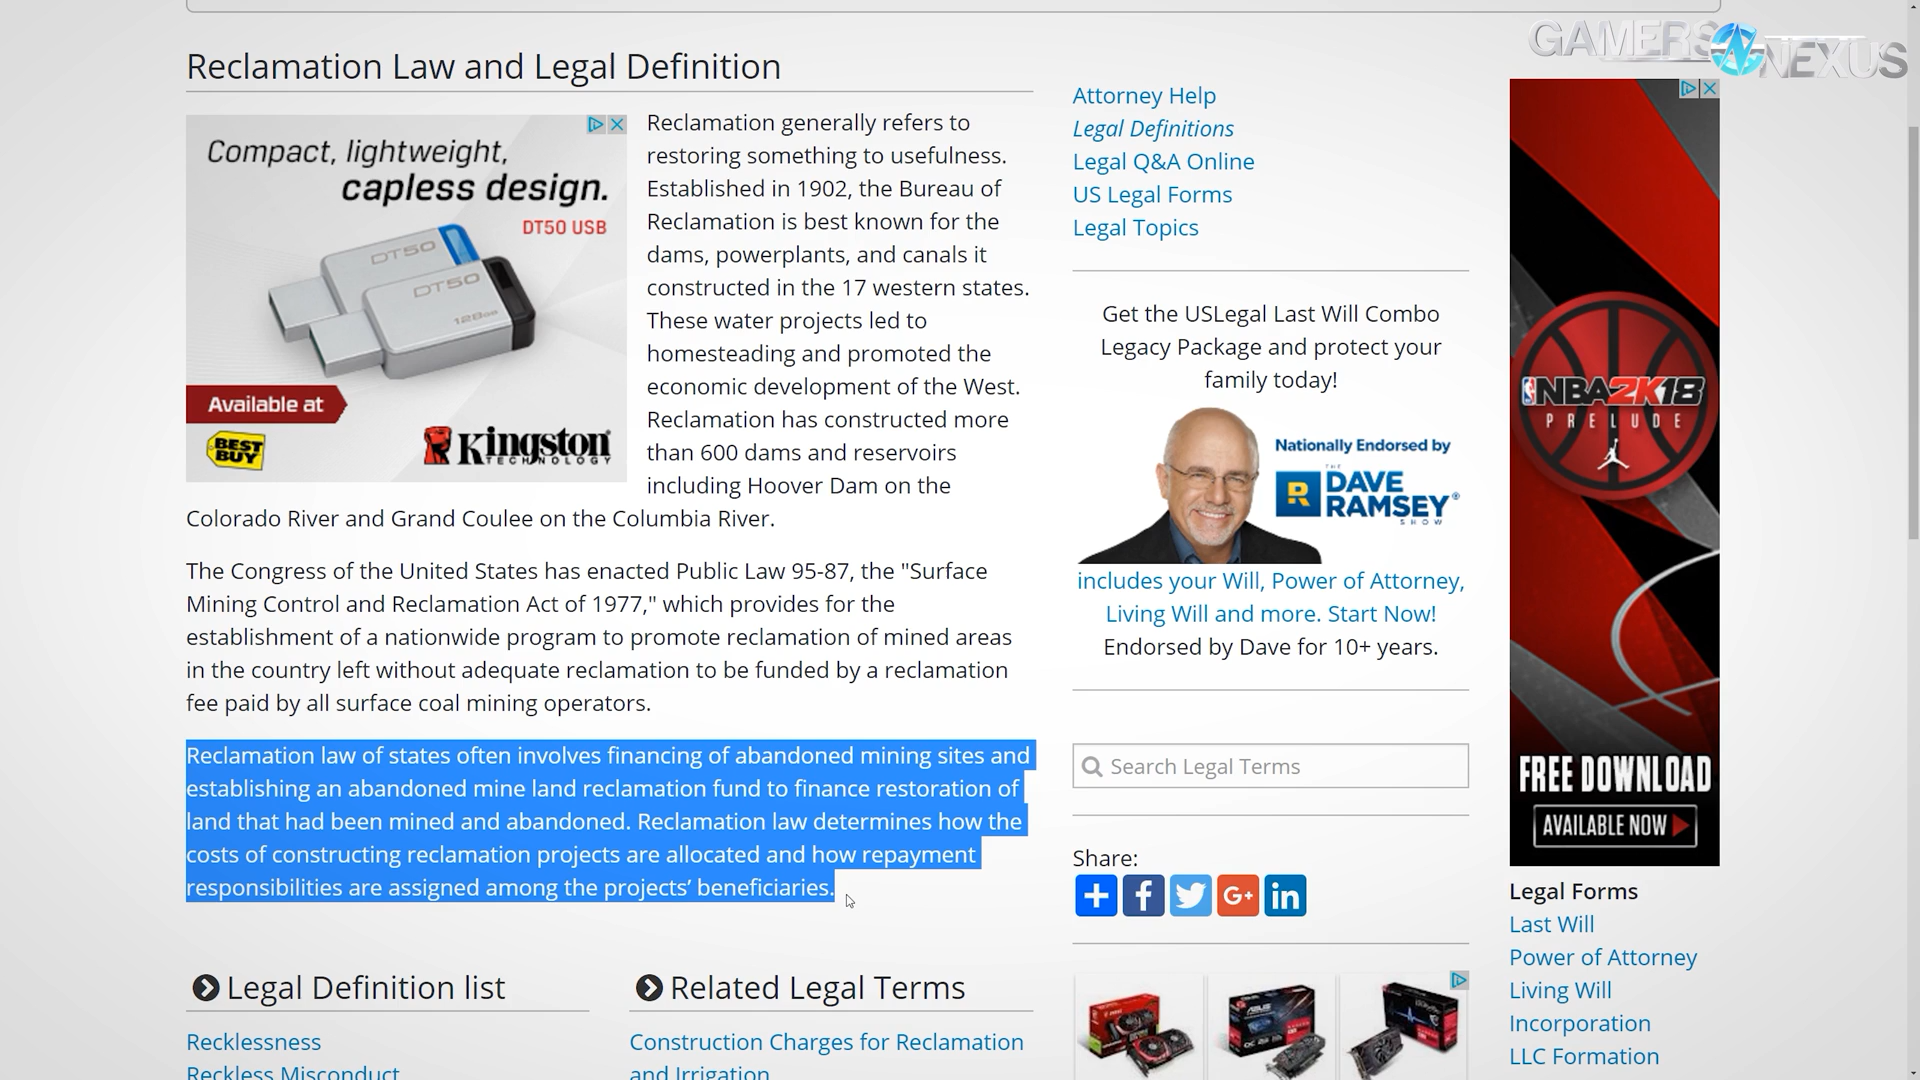 GAMERS NEXUS
Reclamation Law and Legal Definition
Compact, lightweight,
capless design.
DT50 USB
DT50
DT50
128GB
Available at
BEST BUY
Kingston
TECHNOLOGY
Reclamation generally refers to
restoring something to usefulness.
Established in 1902, the Bureau of
Reclamation is best known for the
dams, powerplants, and canals it
constructed in the 17 western states.
These water projects led to
homesteading and promoted the
economic development of the West.
Reclamation has constructed more
than 600 dams and reservoirs
including Hoover Dam on the
Colorado River and Grand Coulee on the Columbia River.
The Congress of the United States has enacted Public Law 95-87, the "Surface
Mining Control and Reclamation Act of 1977," which provides for the
establishment of a nationwide program to promote reclamation of mined areas
in the country left without adequate reclamation to be funded by a reclamation
fee paid by all surface coal mining operators.
Reclamation law of states often involves financing of abandoned mining sites and
establishing an abandoned mine land reclamation fund to finance restoration of
land that had been mined and abandoned. Reclamation law determines how the
costs of constructing reclamation projects are allocated and how repayment
responsibilities are assigned among the projects’ beneficiaries.
Legal Definition list
Recklessness
Reckless Misconduct
Related Legal Terms
Construction Charges for Reclamation
and Irrigation
Attorney Help
Legal Definitions
Legal Q&A Online
US Legal Forms
Legal Topics
Get the USLegal Last Will Combo
Legacy Package and protect your
family today!
Nationally Endorsed by
THE
DAVE
RAMSEY
SHOW
includes your Will, Power of Attorney,
Living Will and more. Start Now!
Endorsed by Dave for 10+ years.
Search Legal Terms
Share:
NBA2K18
PRELUDE
FREE DOWNLOAD
AVAILABLE NOW
Legal Forms
Last Will
Power of Attorney
Living Will
Incorporation
LLC Formation